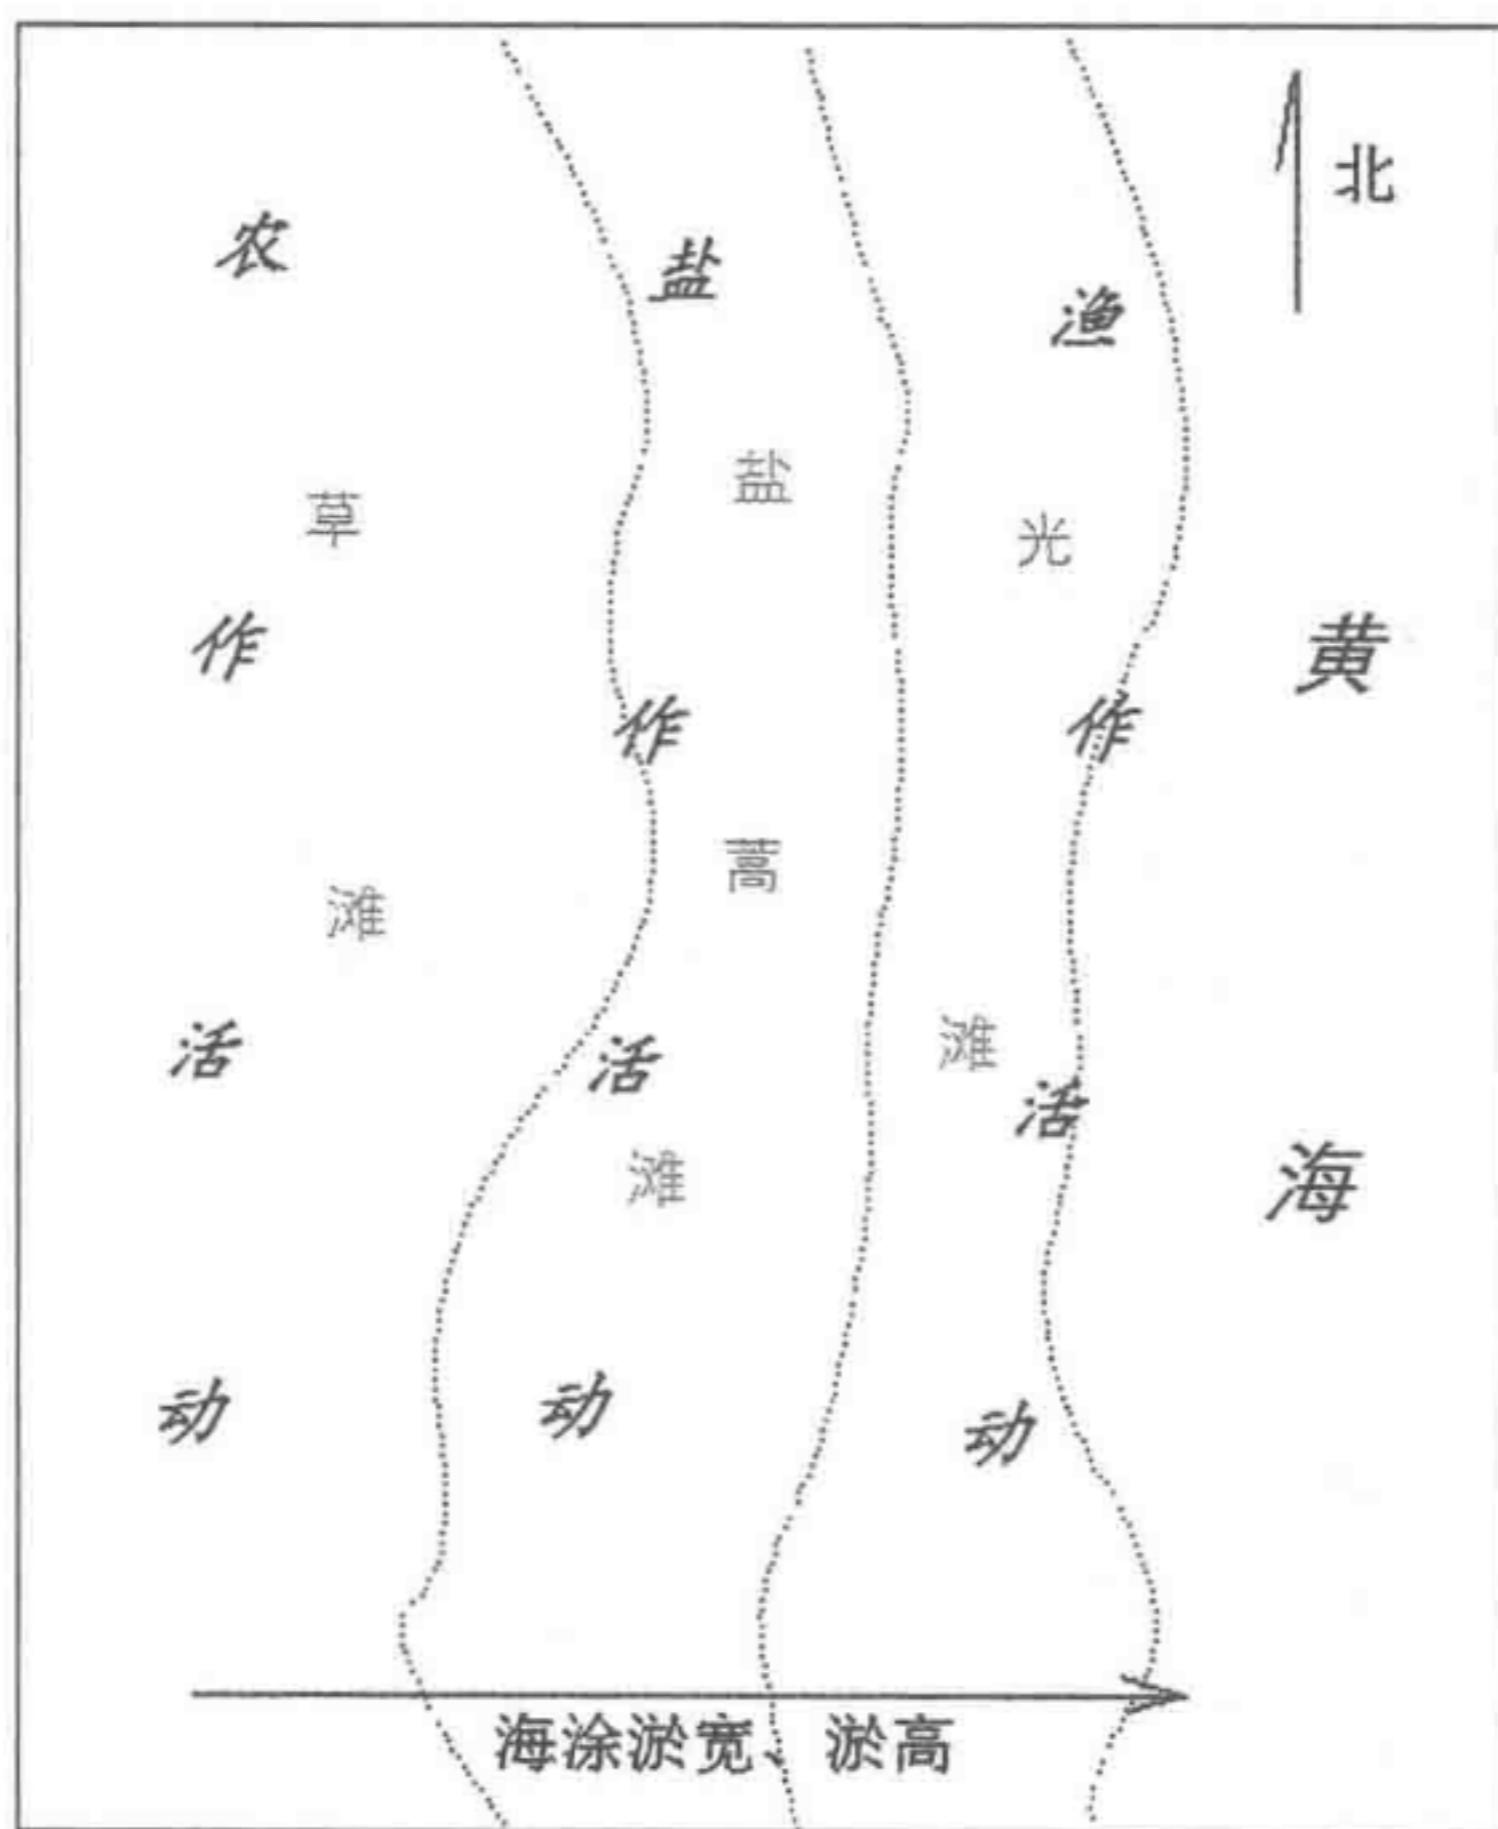 北
农作活动
草滩
盐作活动
盐蒿滩
渔作活动
光滩
黄海
海涂淤宽、淤高